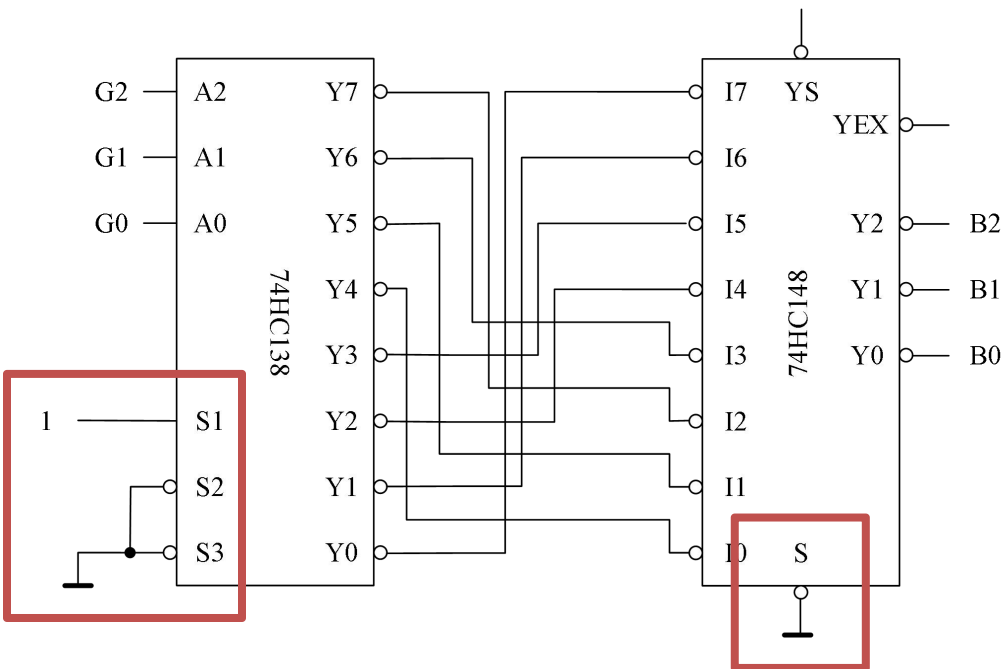 G2 A2 Y7 I7 YS
YEX
G1 A1 Y6 I6
G0 A0 Y5 I5 Y2 B2
74HC138
74HC148
Y4 I4 Y1 B1
Y3 I3 Y0 B0
1 S1 Y2 I2
S2 Y1 I1
S3 Y0 I0 S